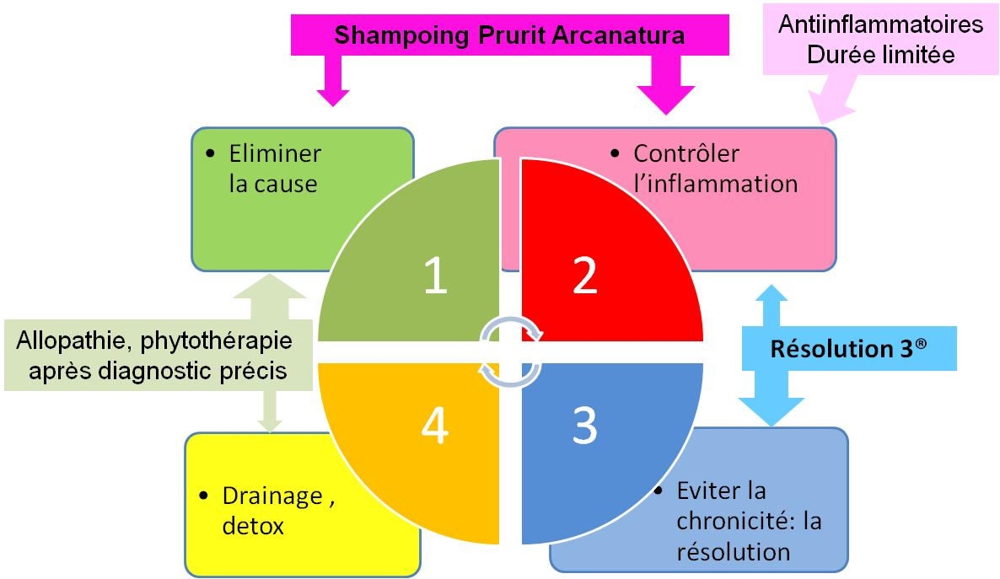 Shampoing Prurit Arcanatura
Antiinflammatoires
Durée limitée
• Eliminer
la cause
• Contrôler
l'inflammation
1
2
Allopathie, phytothérapie
après diagnostic précis
Résolution 3®
4
3
• Drainage ,
detox
• Eviter la
chronicité: la
résolution